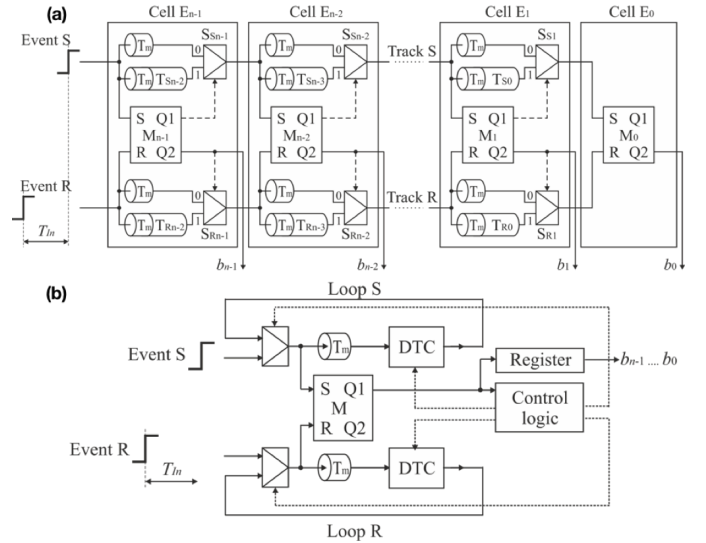 (a)
Cell En-1
Cell En-2
Cell E1
Cell E0
Event S
Tm
0
SSn-1
Tm
0
SSn-2
Track S
Tm
0
SS1
Tm TSn-2
1
Tm TSn-3
1
Tm TS0
1
S Q1
Mn-1
R Q2
S Q1
Mn-2
R Q2
S Q1
M1
R Q2
S Q1
M0
R Q2
Event R
TIn
Tm
0
Tm
0
Track R
Tm
0
Tm TRn-2
1
SRn-1
Tm TRn-3
1
SRn-2
Tm TR0
1
SR1
bn-1
bn-2
b1
b0
(b)
Loop S
Event S
Tm
DTC
Register
bn-1 .... b0
S Q1
M
R Q2
Control
logic
Event R
TIn
Tm
DTC
Loop R